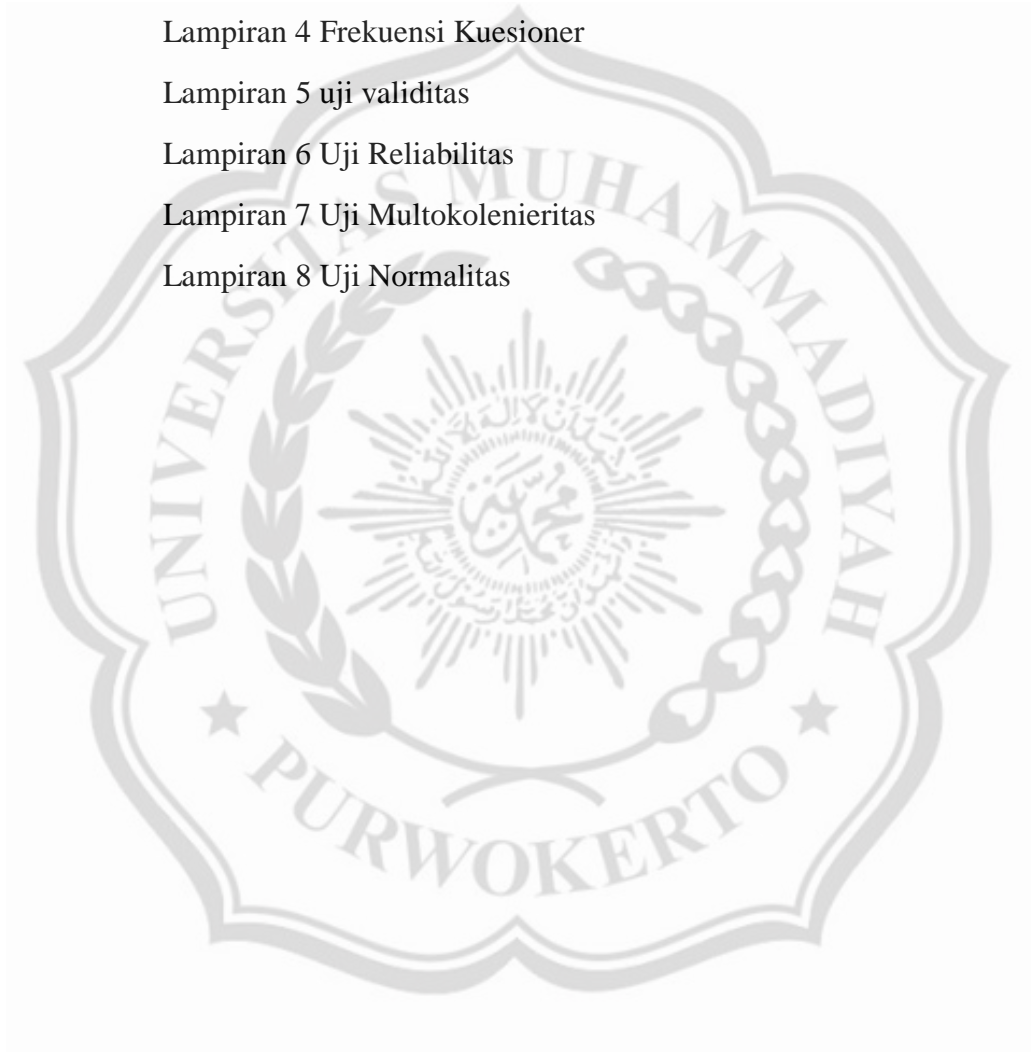 Lampiran 4 Frekuensi Kuesioner
Lampiran 5 uji validitas
Lampiran 6 Uji Reliabilitas
Lampiran 7 Uji Multokolenieritas
Lampiran 8 Uji Normalitas
UNIVERSITAS MUHAMMADIYAH
PURWOKERTO